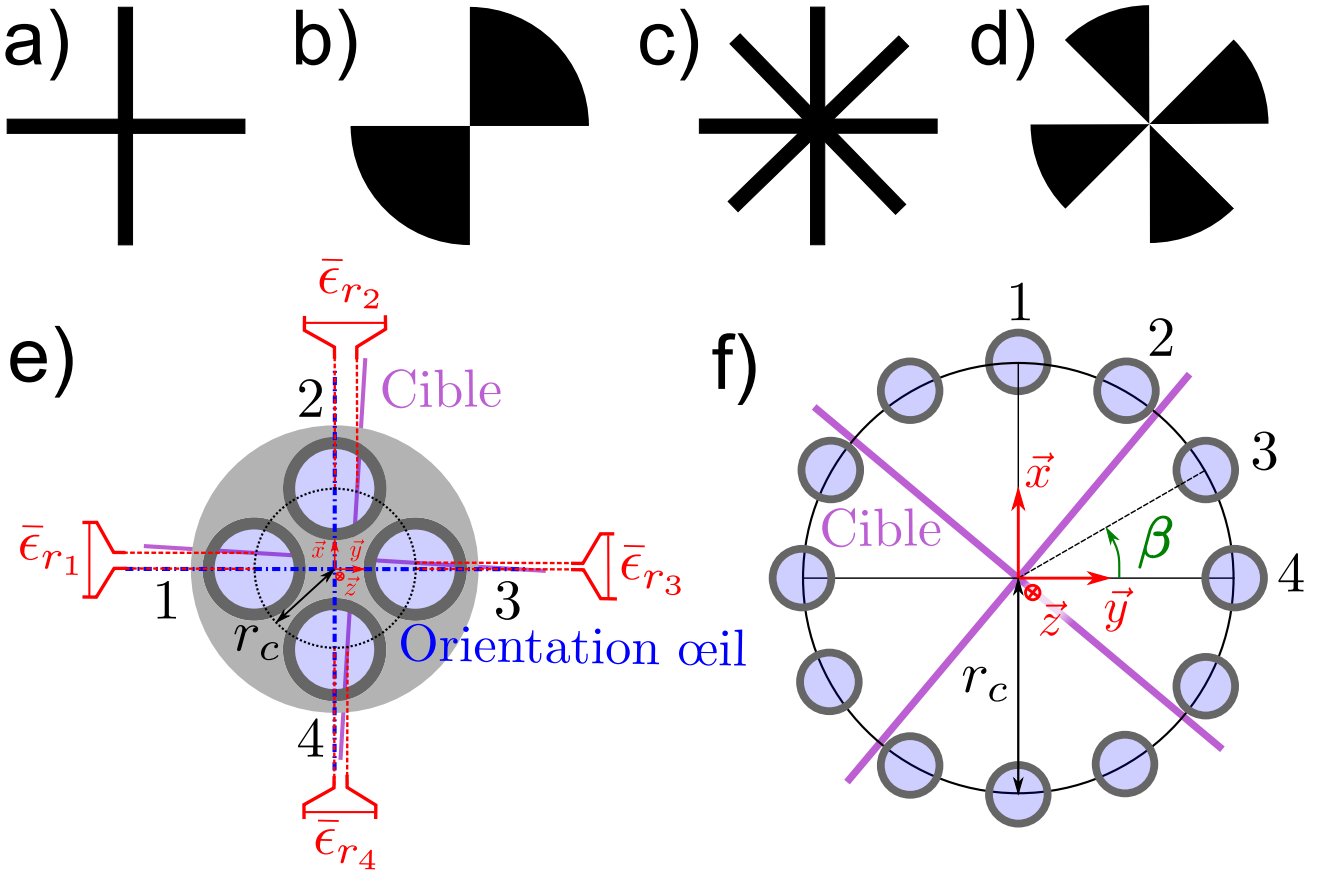 a)
b)
c)
d)
e)
ϵ̄r2
Cible
2
ϵ̄r1
1
x⃗
y⃗
z⃗
ϵ̄r3
3
rc
Orientation œil
4
ϵ̄r4
f)
1
2
3
x⃗
Cible
β
4
y⃗
z⃗
rc